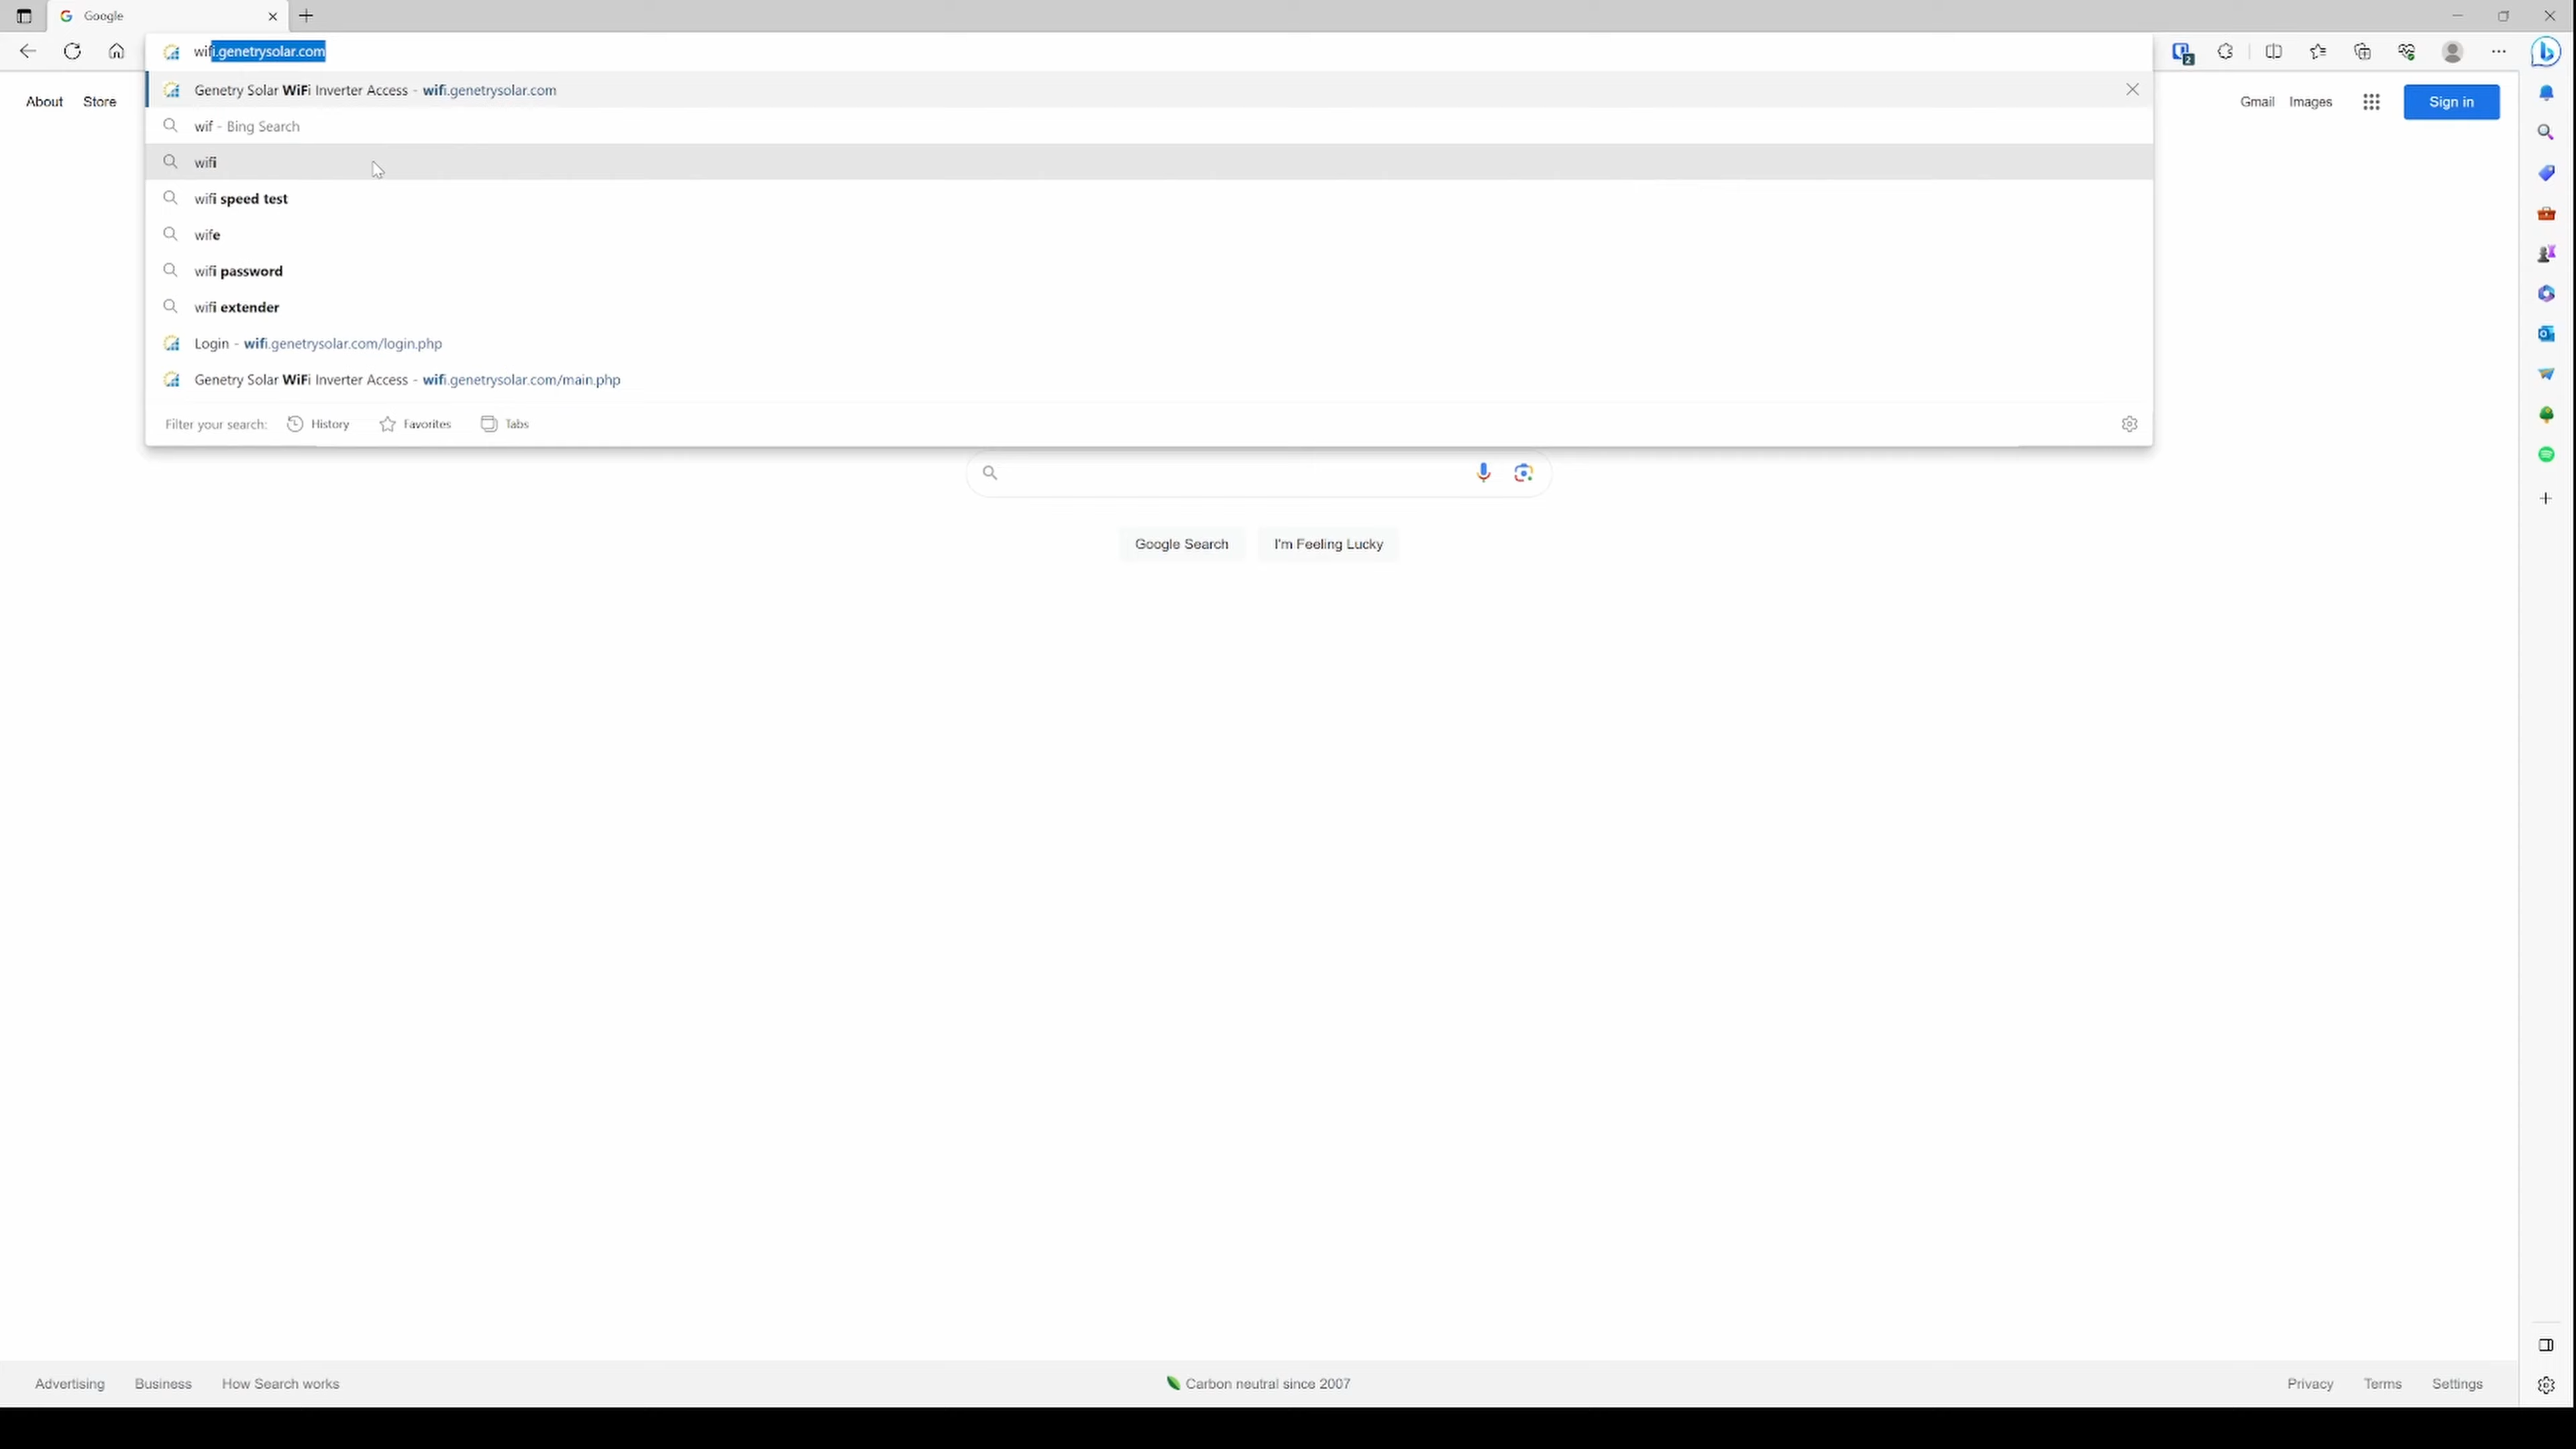 Google
wifi.genetrysolar.com
Genetry Solar WiFi Inverter Access - wifi.genetrysolar.com
About Store
Gmail Images Sign in
wif - Bing Search
wifi
wifi speed test
wife
wifi password
wifi extender
Login - wifi.genetrysolar.com/login.php
Genetry Solar WiFi Inverter Access - wifi.genetrysolar.com/main.php
Filter your search: History Favorites Tabs
Google Search I'm Feeling Lucky
Advertising Business How Search works Carbon neutral since 2007 Privacy Terms Settings
2